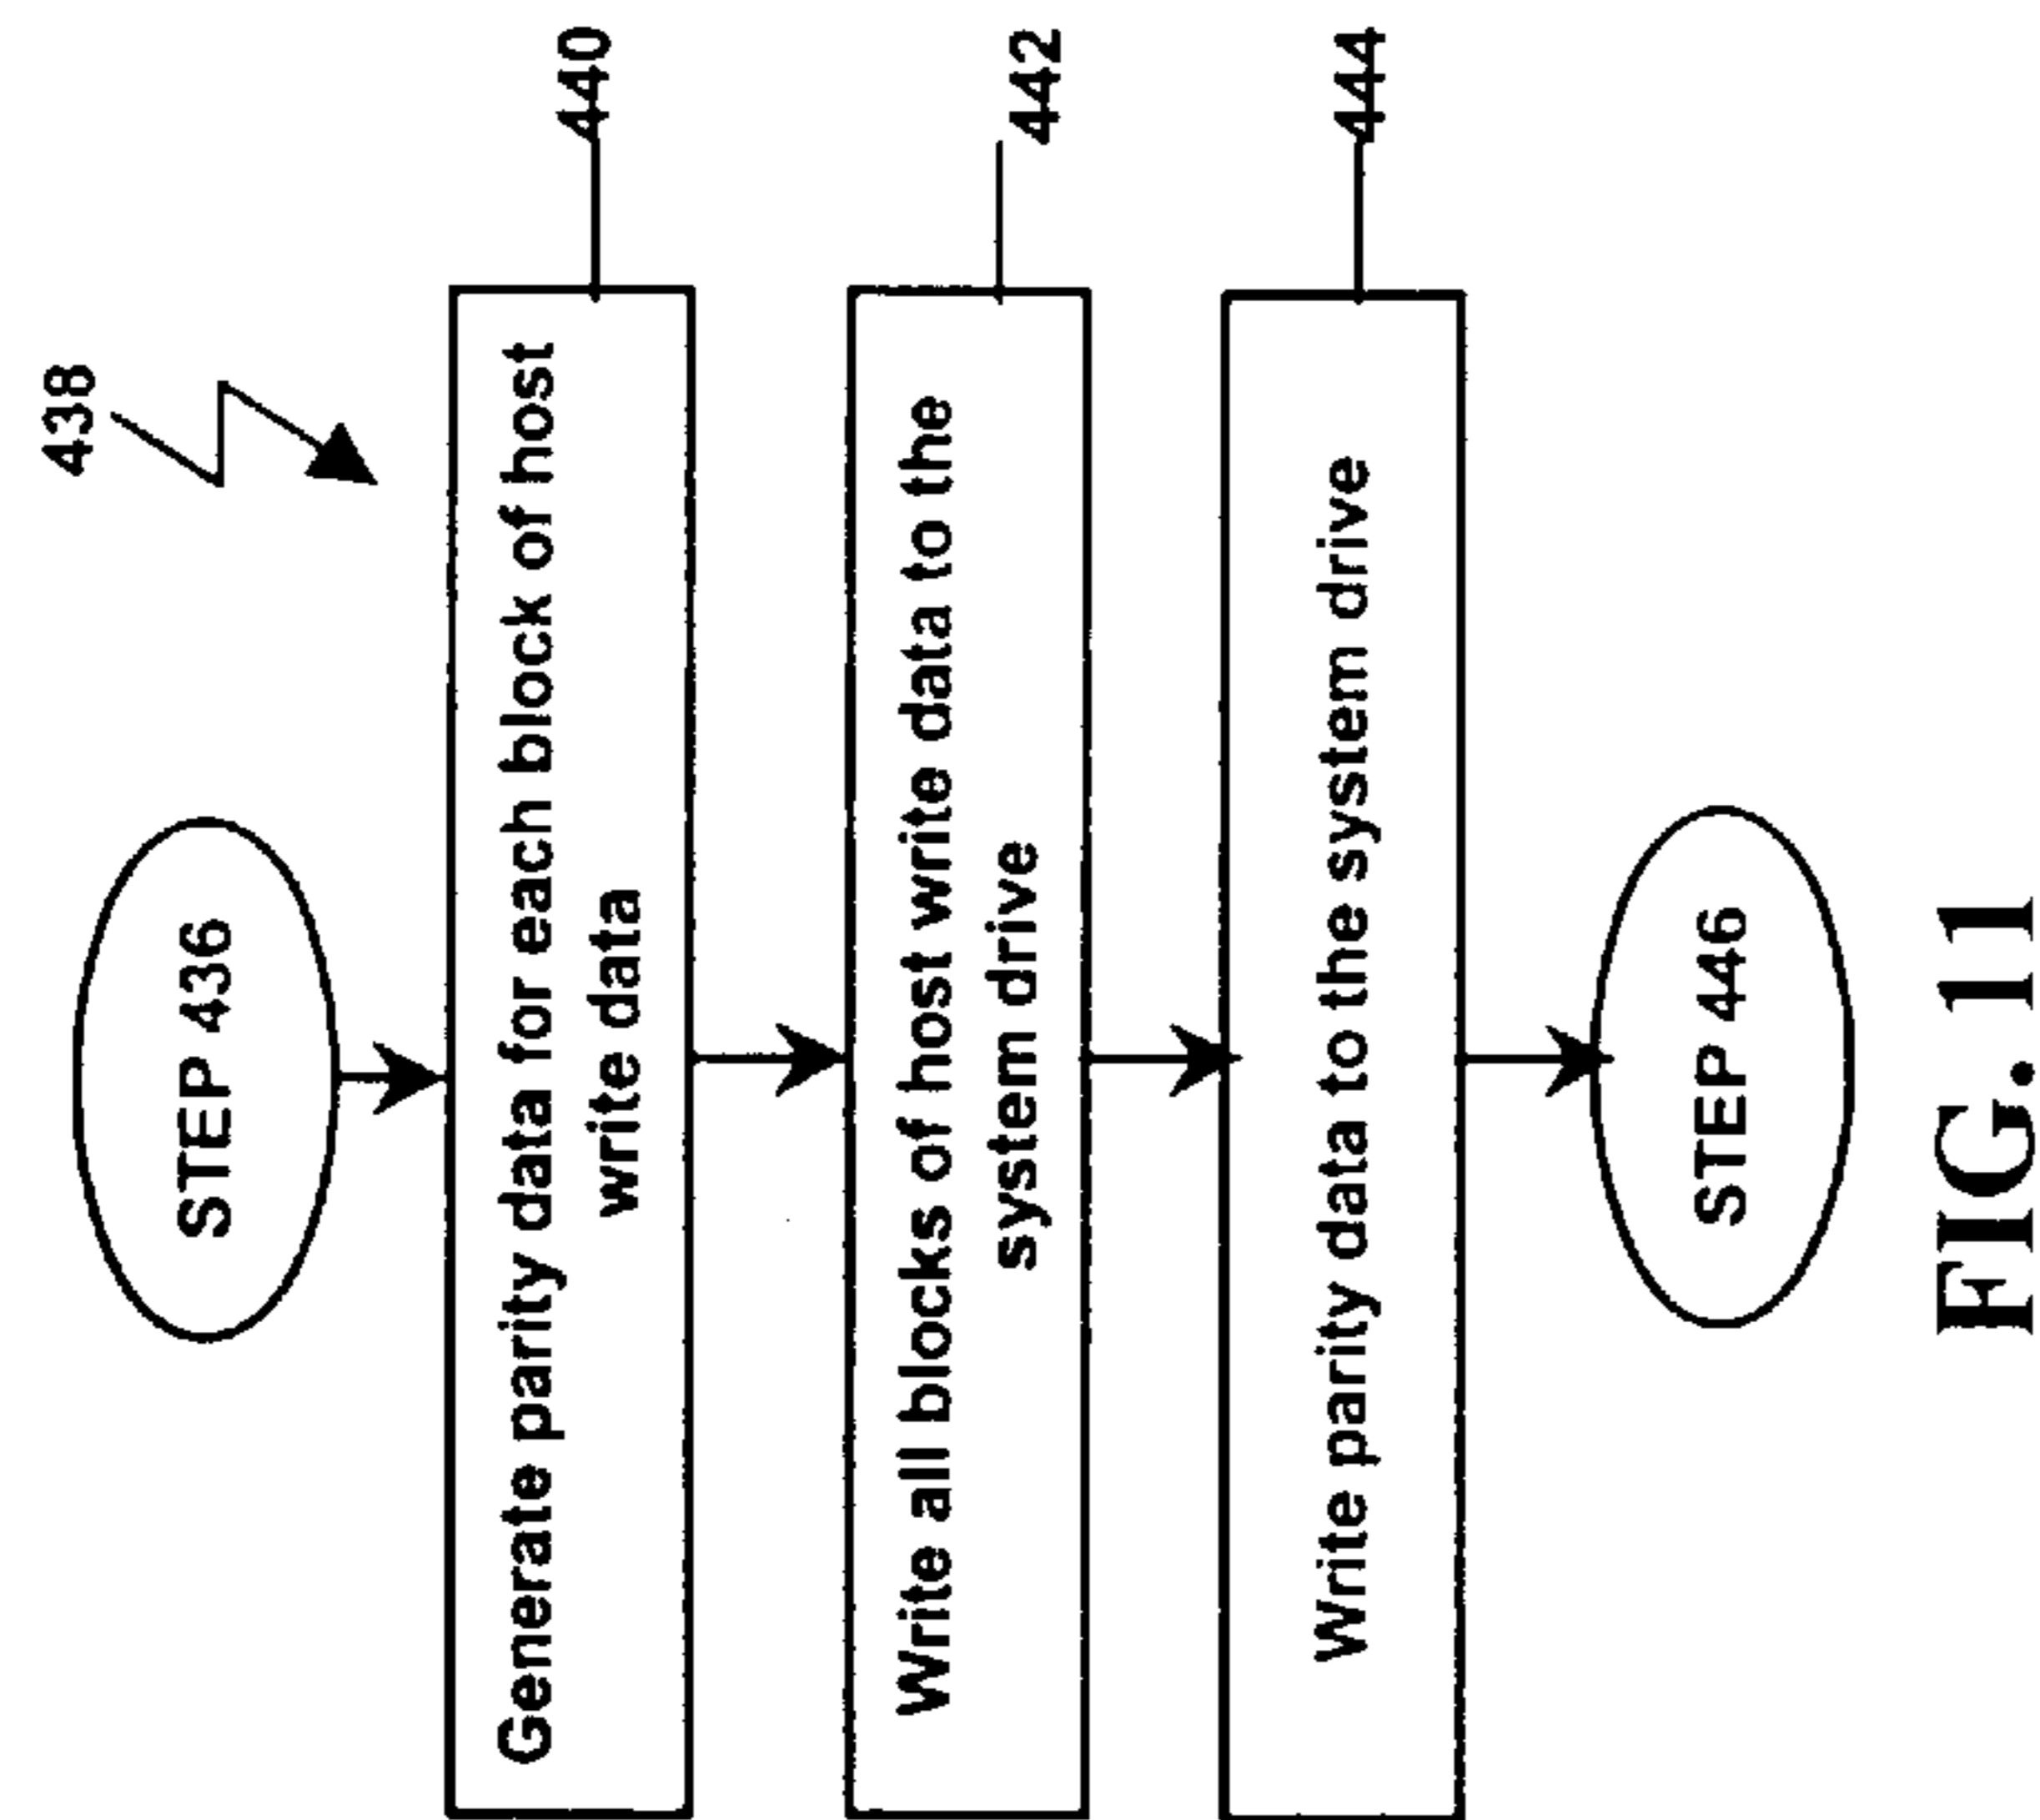 438
STEP 436
Generate parity data for each block of host
write data
440
Write all blocks of host write data to the
system drive
442
Write parity data to the system drive
444
STEP 446
FIG. 11